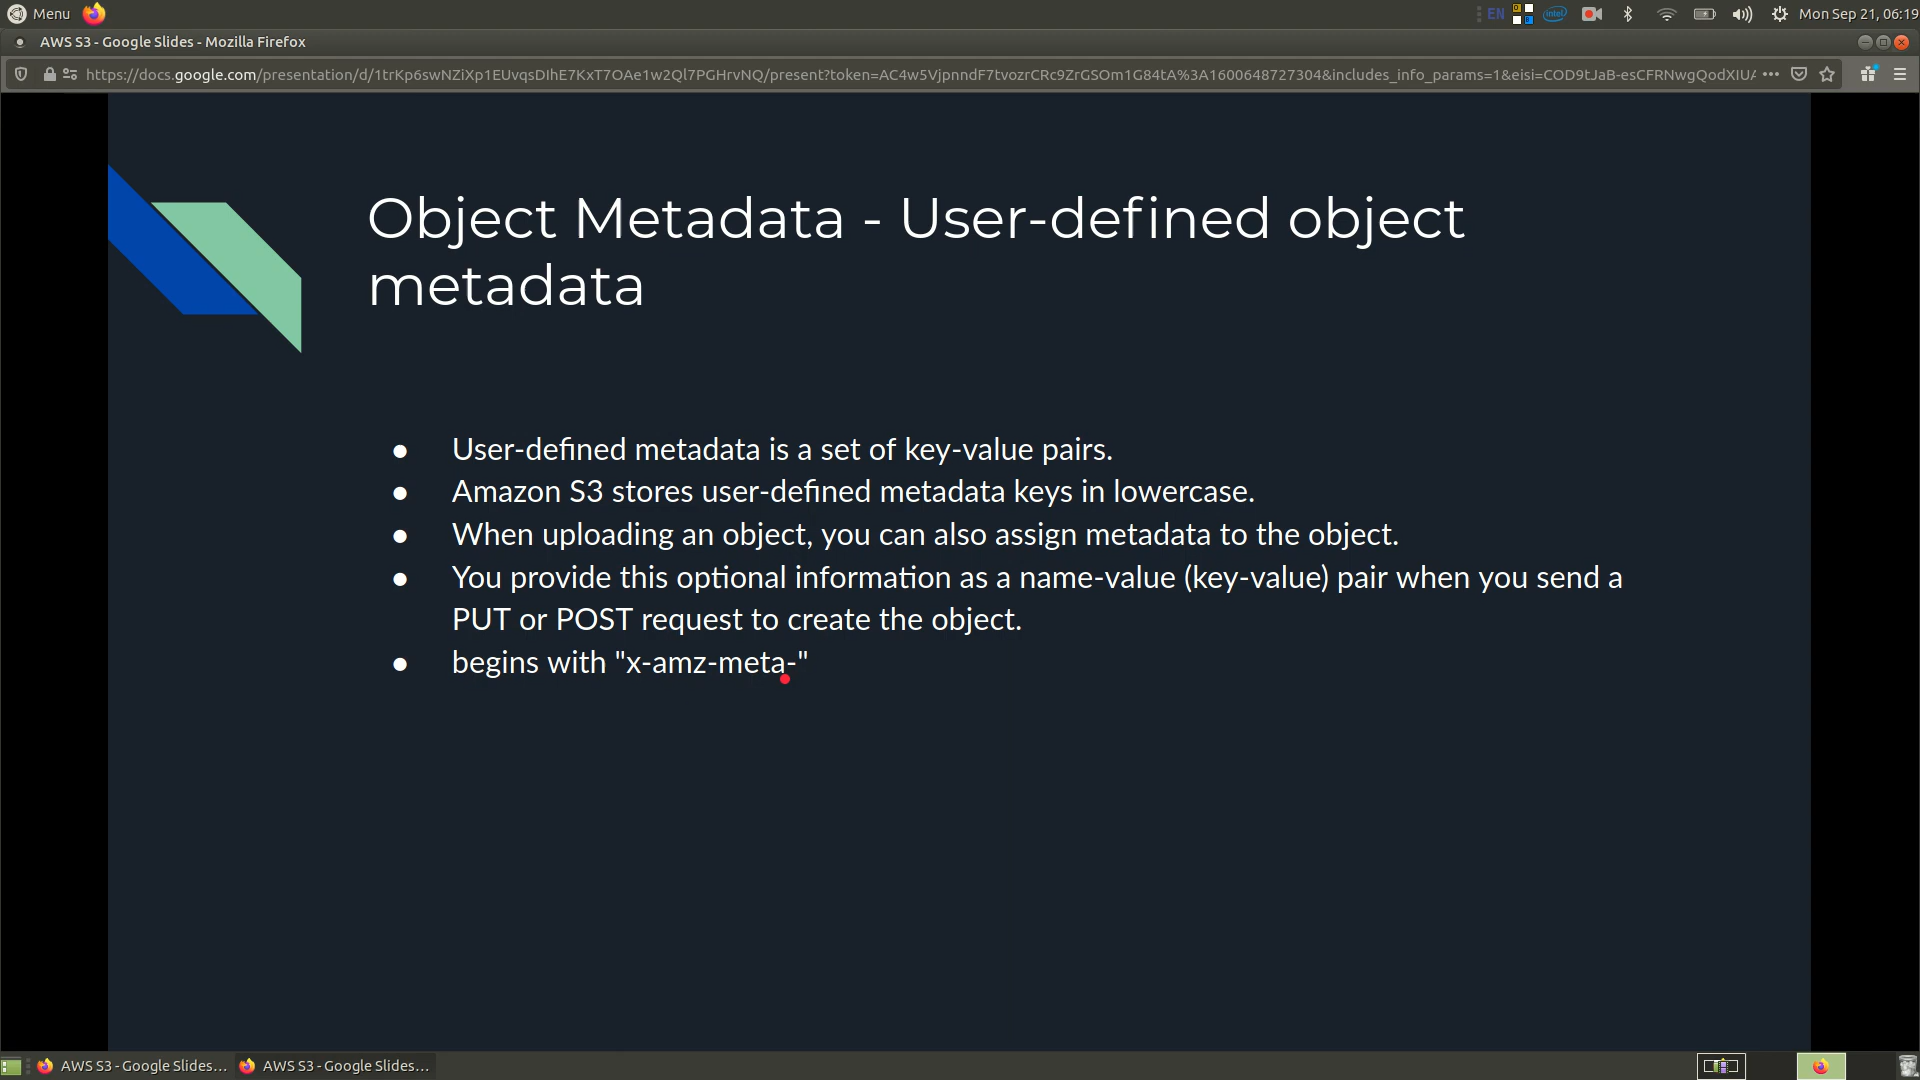 Menu
EN
intel
Mon Sep 21, 06:19
AWS S3 - Google Slides - Mozilla Firefox
https://docs.google.com/presentation/d/1trKp6swNZiXp1EUvqsDIhE7KxT7OAe1w2Ql7PGHrvNQ/present?token=AC4w5VjpnndF7tvozrCRc9ZrGSOm1G84tA%3A1600648727304&includes_info_params=1&eisi=COD9tJaB-esCFRNwgQodXIUA
Object Metadata - User-defined object
metadata
● User-defined metadata is a set of key-value pairs.
● Amazon S3 stores user-defined metadata keys in lowercase.
● When uploading an object, you can also assign metadata to the object.
● You provide this optional information as a name-value (key-value) pair when you send a
PUT or POST request to create the object.
● begins with "x-amz-meta-"
AWS S3 - Google Slides...
AWS S3 - Google Slides...